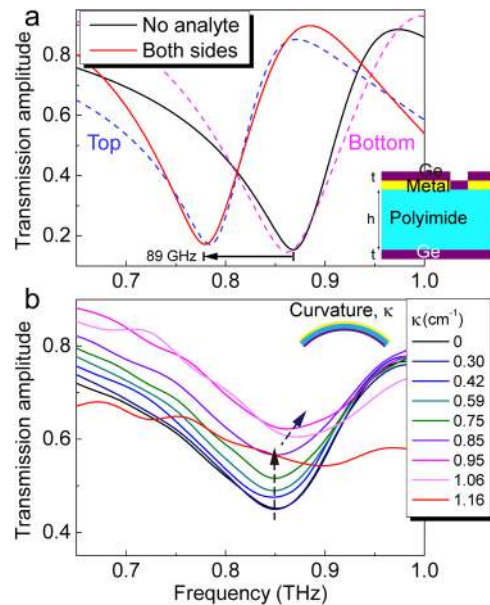 a
No analyte
Both sides
Top
Bottom
89 GHz
Transmission amplitude
0.8
0.6
0.4
0.2
0.7 0.8 0.9 1.0
t
Ge
Metal
h
Polyimide
t
Ge
b
Curvature, κ
κ(cm⁻¹)
0
0.30
0.42
0.59
0.75
0.85
0.95
1.06
1.16
Transmission amplitude
0.8
0.6
0.4
0.7 0.8 0.9 1.0
Frequency (THz)